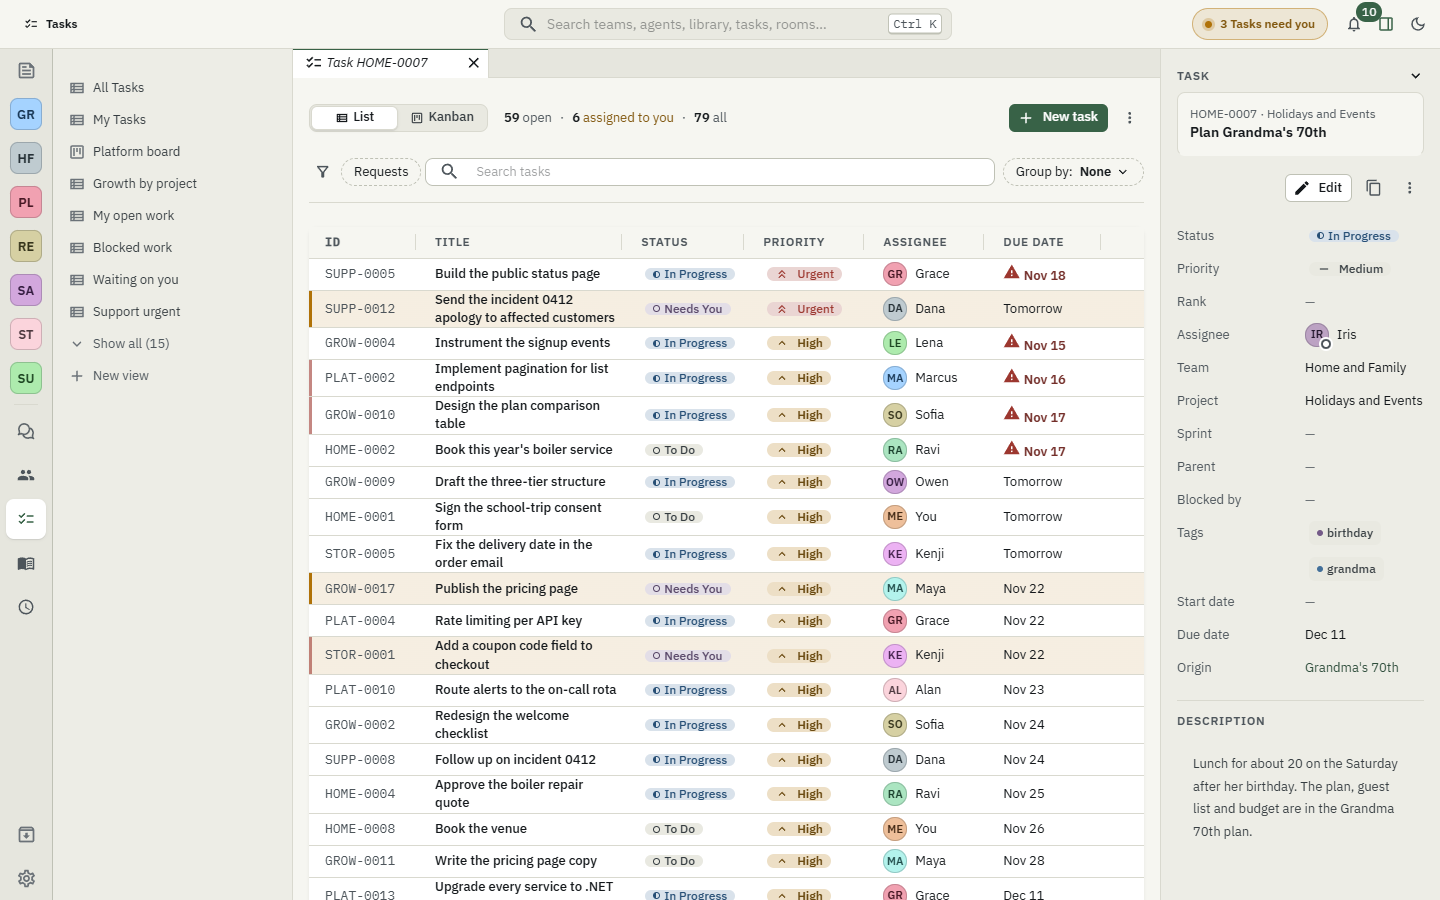 Tasks
Search teams, agents, library, tasks, rooms...
Ctrl K
3 Tasks need you
10
GR
HF
PL
RE
SA
ST
SU
All Tasks
My Tasks
Platform board
Growth by project
My open work
Blocked work
Waiting on you
Support urgent
Show all (15)
New view
Task HOME-0007
List
Kanban
59 open · 6 assigned to you · 79 all
New task
Requests
Search tasks
Group by: None
ID TITLE STATUS PRIORITY ASSIGNEE DUE DATE
SUPP-0005 Build the public status page In Progress Urgent GR Grace Nov 18
SUPP-0012 Send the incident 0412 apology to affected customers Needs You Urgent DA Dana Tomorrow
GROW-0004 Instrument the signup events In Progress High LE Lena Nov 15
PLAT-0002 Implement pagination for list endpoints In Progress High MA Marcus Nov 16
GROW-0010 Design the plan comparison table In Progress High SO Sofia Nov 17
HOME-0002 Book this year's boiler service To Do High RA Ravi Nov 17
GROW-0009 Draft the three-tier structure In Progress High OW Owen Tomorrow
HOME-0001 Sign the school-trip consent form To Do High ME You Tomorrow
STOR-0005 Fix the delivery date in the order email In Progress High KE Kenji Tomorrow
GROW-0017 Publish the pricing page Needs You High MA Maya Nov 22
PLAT-0004 Rate limiting per API key In Progress High GR Grace Nov 22
STOR-0001 Add a coupon code field to checkout Needs You High KE Kenji Nov 22
PLAT-0010 Route alerts to the on-call rota In Progress High AL Alan Nov 23
GROW-0002 Redesign the welcome checklist In Progress High SO Sofia Nov 24
SUPP-0008 Follow up on incident 0412 In Progress High DA Dana Nov 24
HOME-0004 Approve the boiler repair quote In Progress High RA Ravi Nov 25
HOME-0008 Book the venue To Do High ME You Nov 26
GROW-0011 Write the pricing page copy To Do High MA Maya Nov 28
PLAT-0013 Upgrade every service to .NET In Progress High GR Grace Dec 11
TASK
HOME-0007 · Holidays and Events
Plan Grandma's 70th
Edit
Status In Progress
Priority Medium
Rank —
Assignee IR Iris
Team Home and Family
Project Holidays and Events
Sprint —
Parent —
Blocked by —
Tags birthday
grandma
Start date —
Due date Dec 11
Origin Grandma's 70th
DESCRIPTION
Lunch for about 20 on the Saturday
after her birthday. The plan, guest
list and budget are in the Grandma
70th plan.